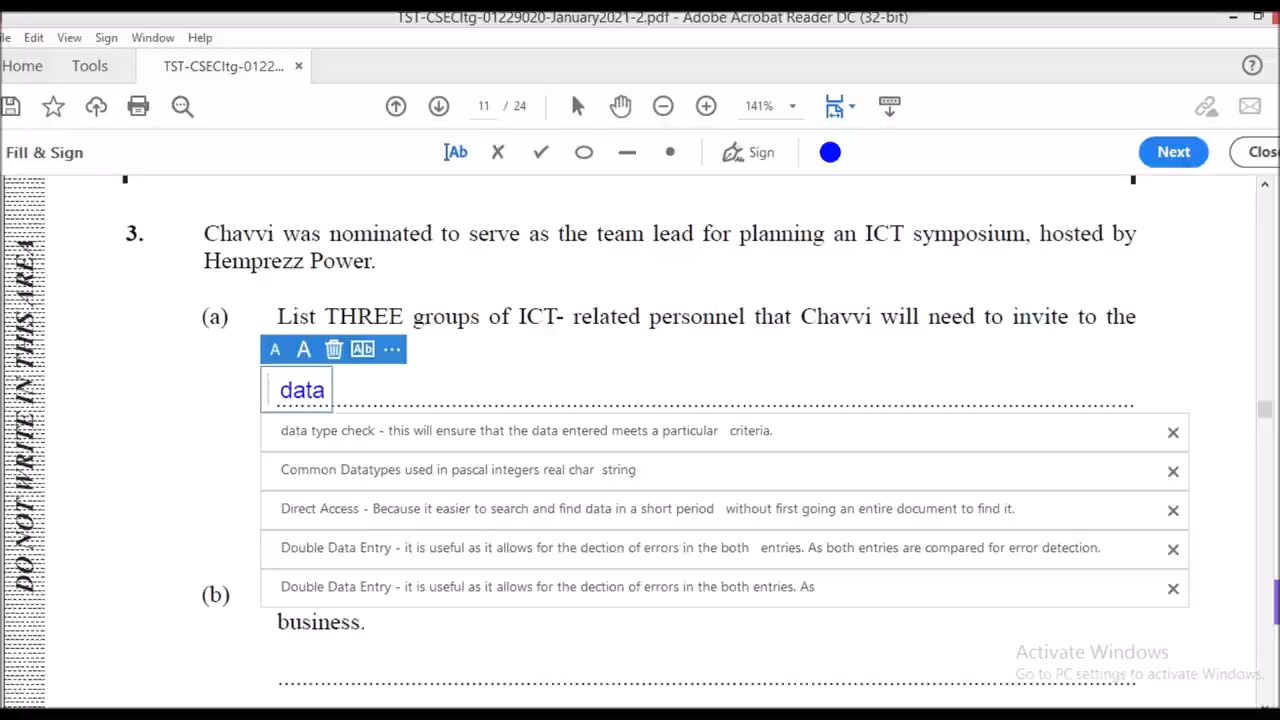 TST-CSECItg-01229020-January2021-2.pdf - Adobe Acrobat Reader DC (32-bit)
Edit View Sign Window Help
Home Tools TST-CSECItg-0122... ×
11 / 24 141%
Fill & Sign Ab Sign Next
3. Chavvi was nominated to serve as the team lead for planning an ICT symposium, hosted by
Hemprezz Power.
(a) List THREE groups of ICT- related personnel that Chavvi will need to invite to the
A A Ab ...
data
data type check - this will ensure that the data entered meets a particular criteria.
Common Datatypes used in pascal integers real char string
Direct Access - Because it easier to search and find data in a short period without first going an entire document to find it.
Double Data Entry - it is useful as it allows for the dection of errors in the both entries. As both entries are compared for error detection.
Double Data Entry - it is useful as it allows for the dection of errors in the both entries. As
(b)
business.
Activate Windows
Go to PC settings to activate Windows.
DO NOT WRITE IN THIS AREA